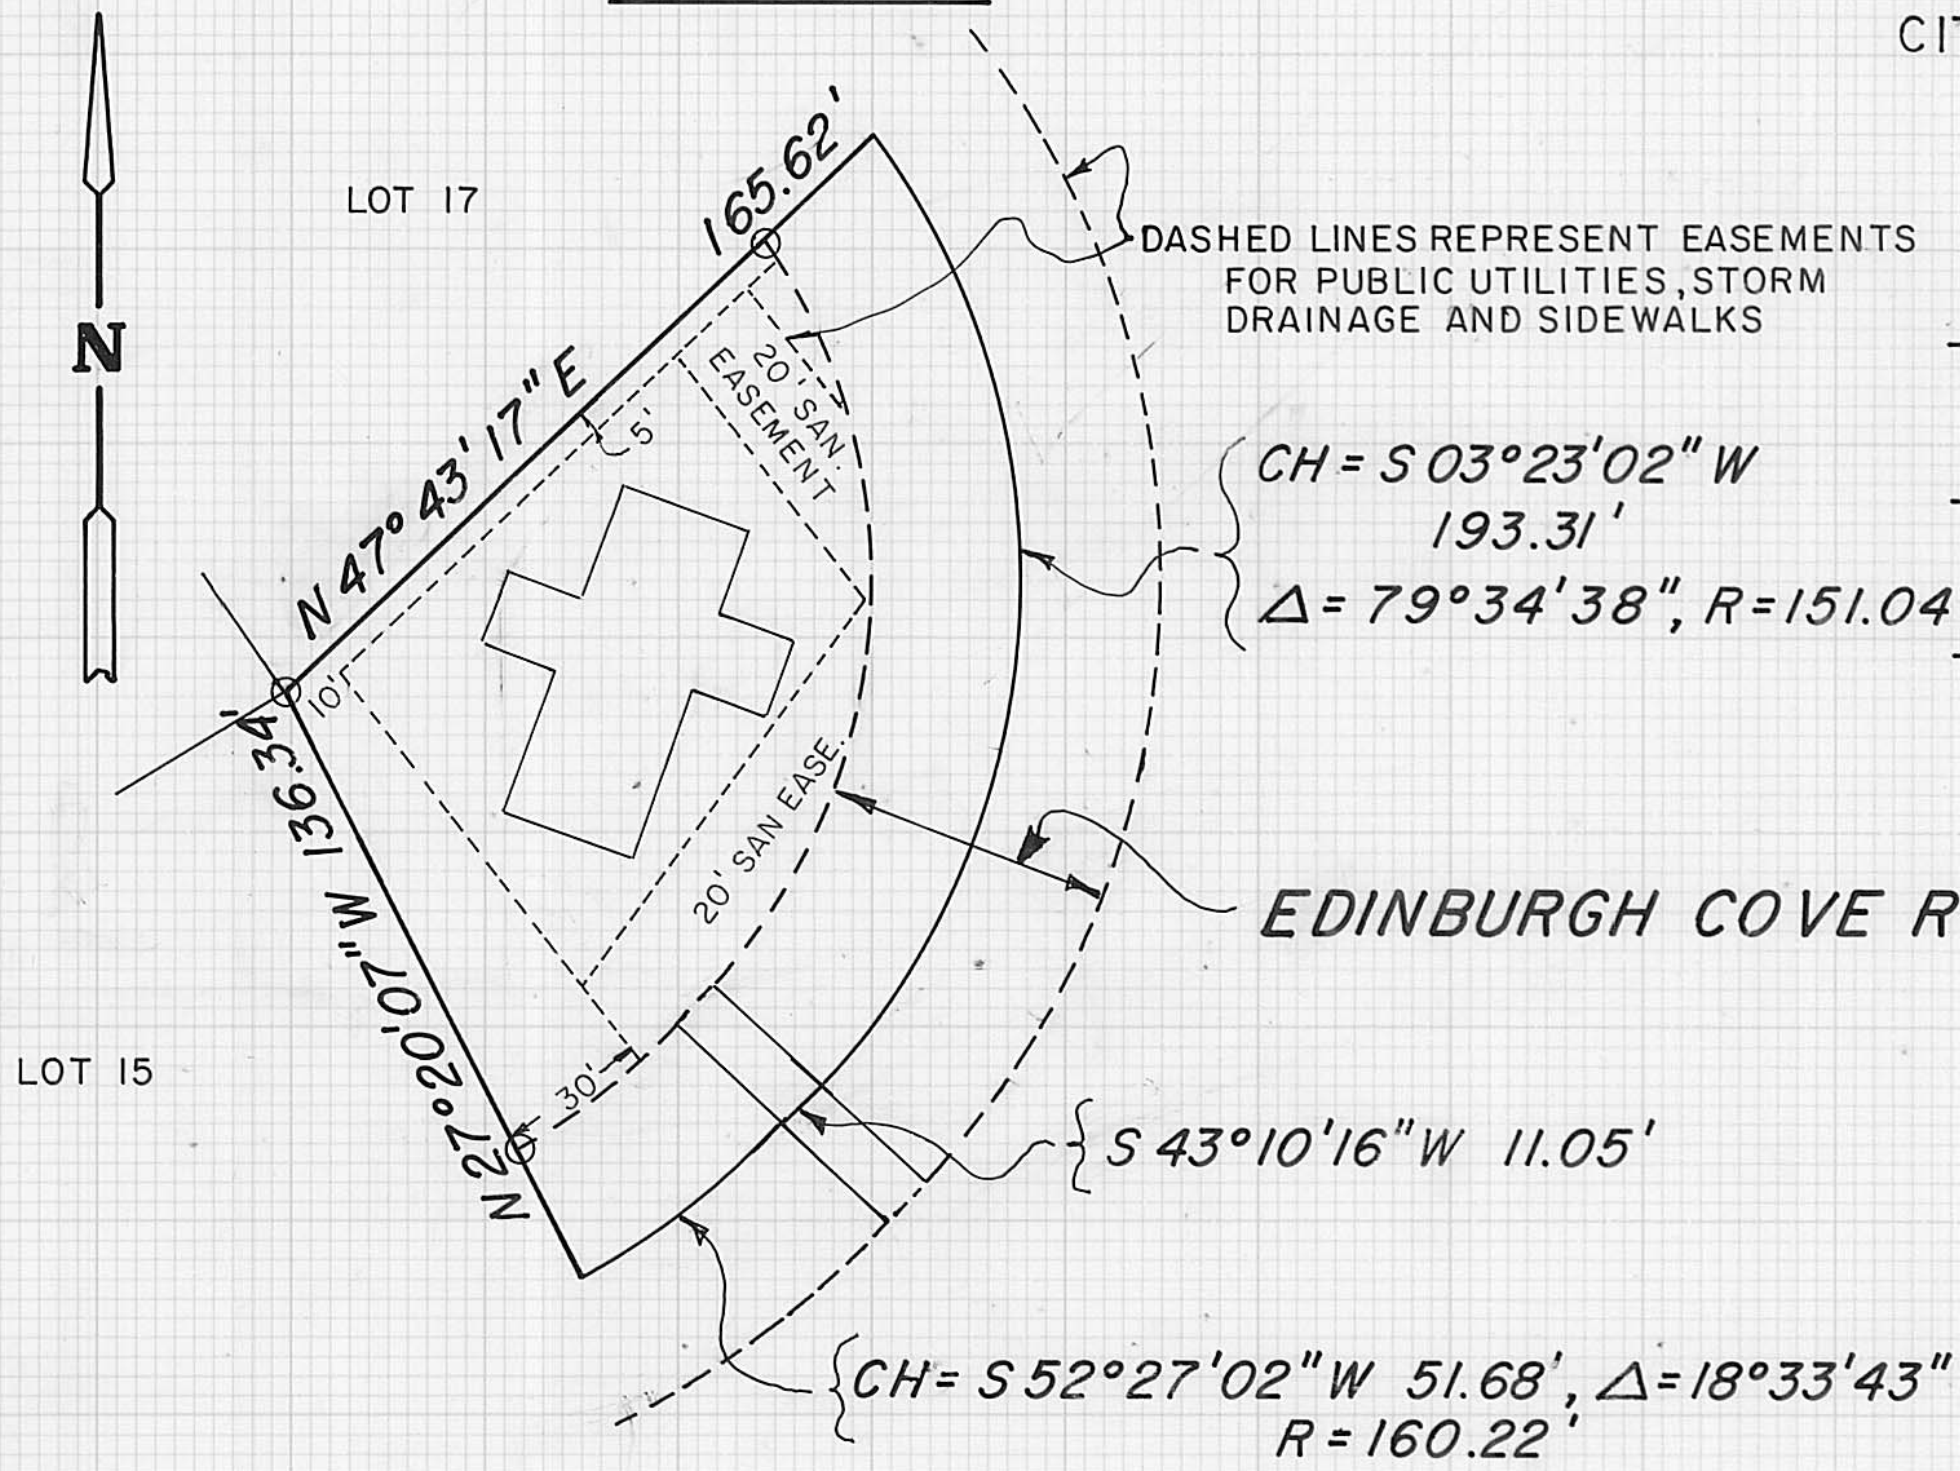 CIT
165.62'
LOT 17
DASHED LINES REPRESENT EASEMENTS
FOR PUBLIC UTILITIES, STORM
DRAINAGE AND SIDEWALKS
N
20' SAN.
EASEMENT
N 47° 43' 17" E
5'
CH = S 03° 23' 02" W
193.31'
Δ = 79° 34' 38", R = 151.04
10'
N 27° 20' 07" W 136.34'
20' SAN EASE.
EDINBURGH COVE R
LOT 15
30'
S 43° 10' 16" W 11.05'
CH = S 52° 27' 02" W 51.68', Δ = 18° 33' 43"
R = 160.22'